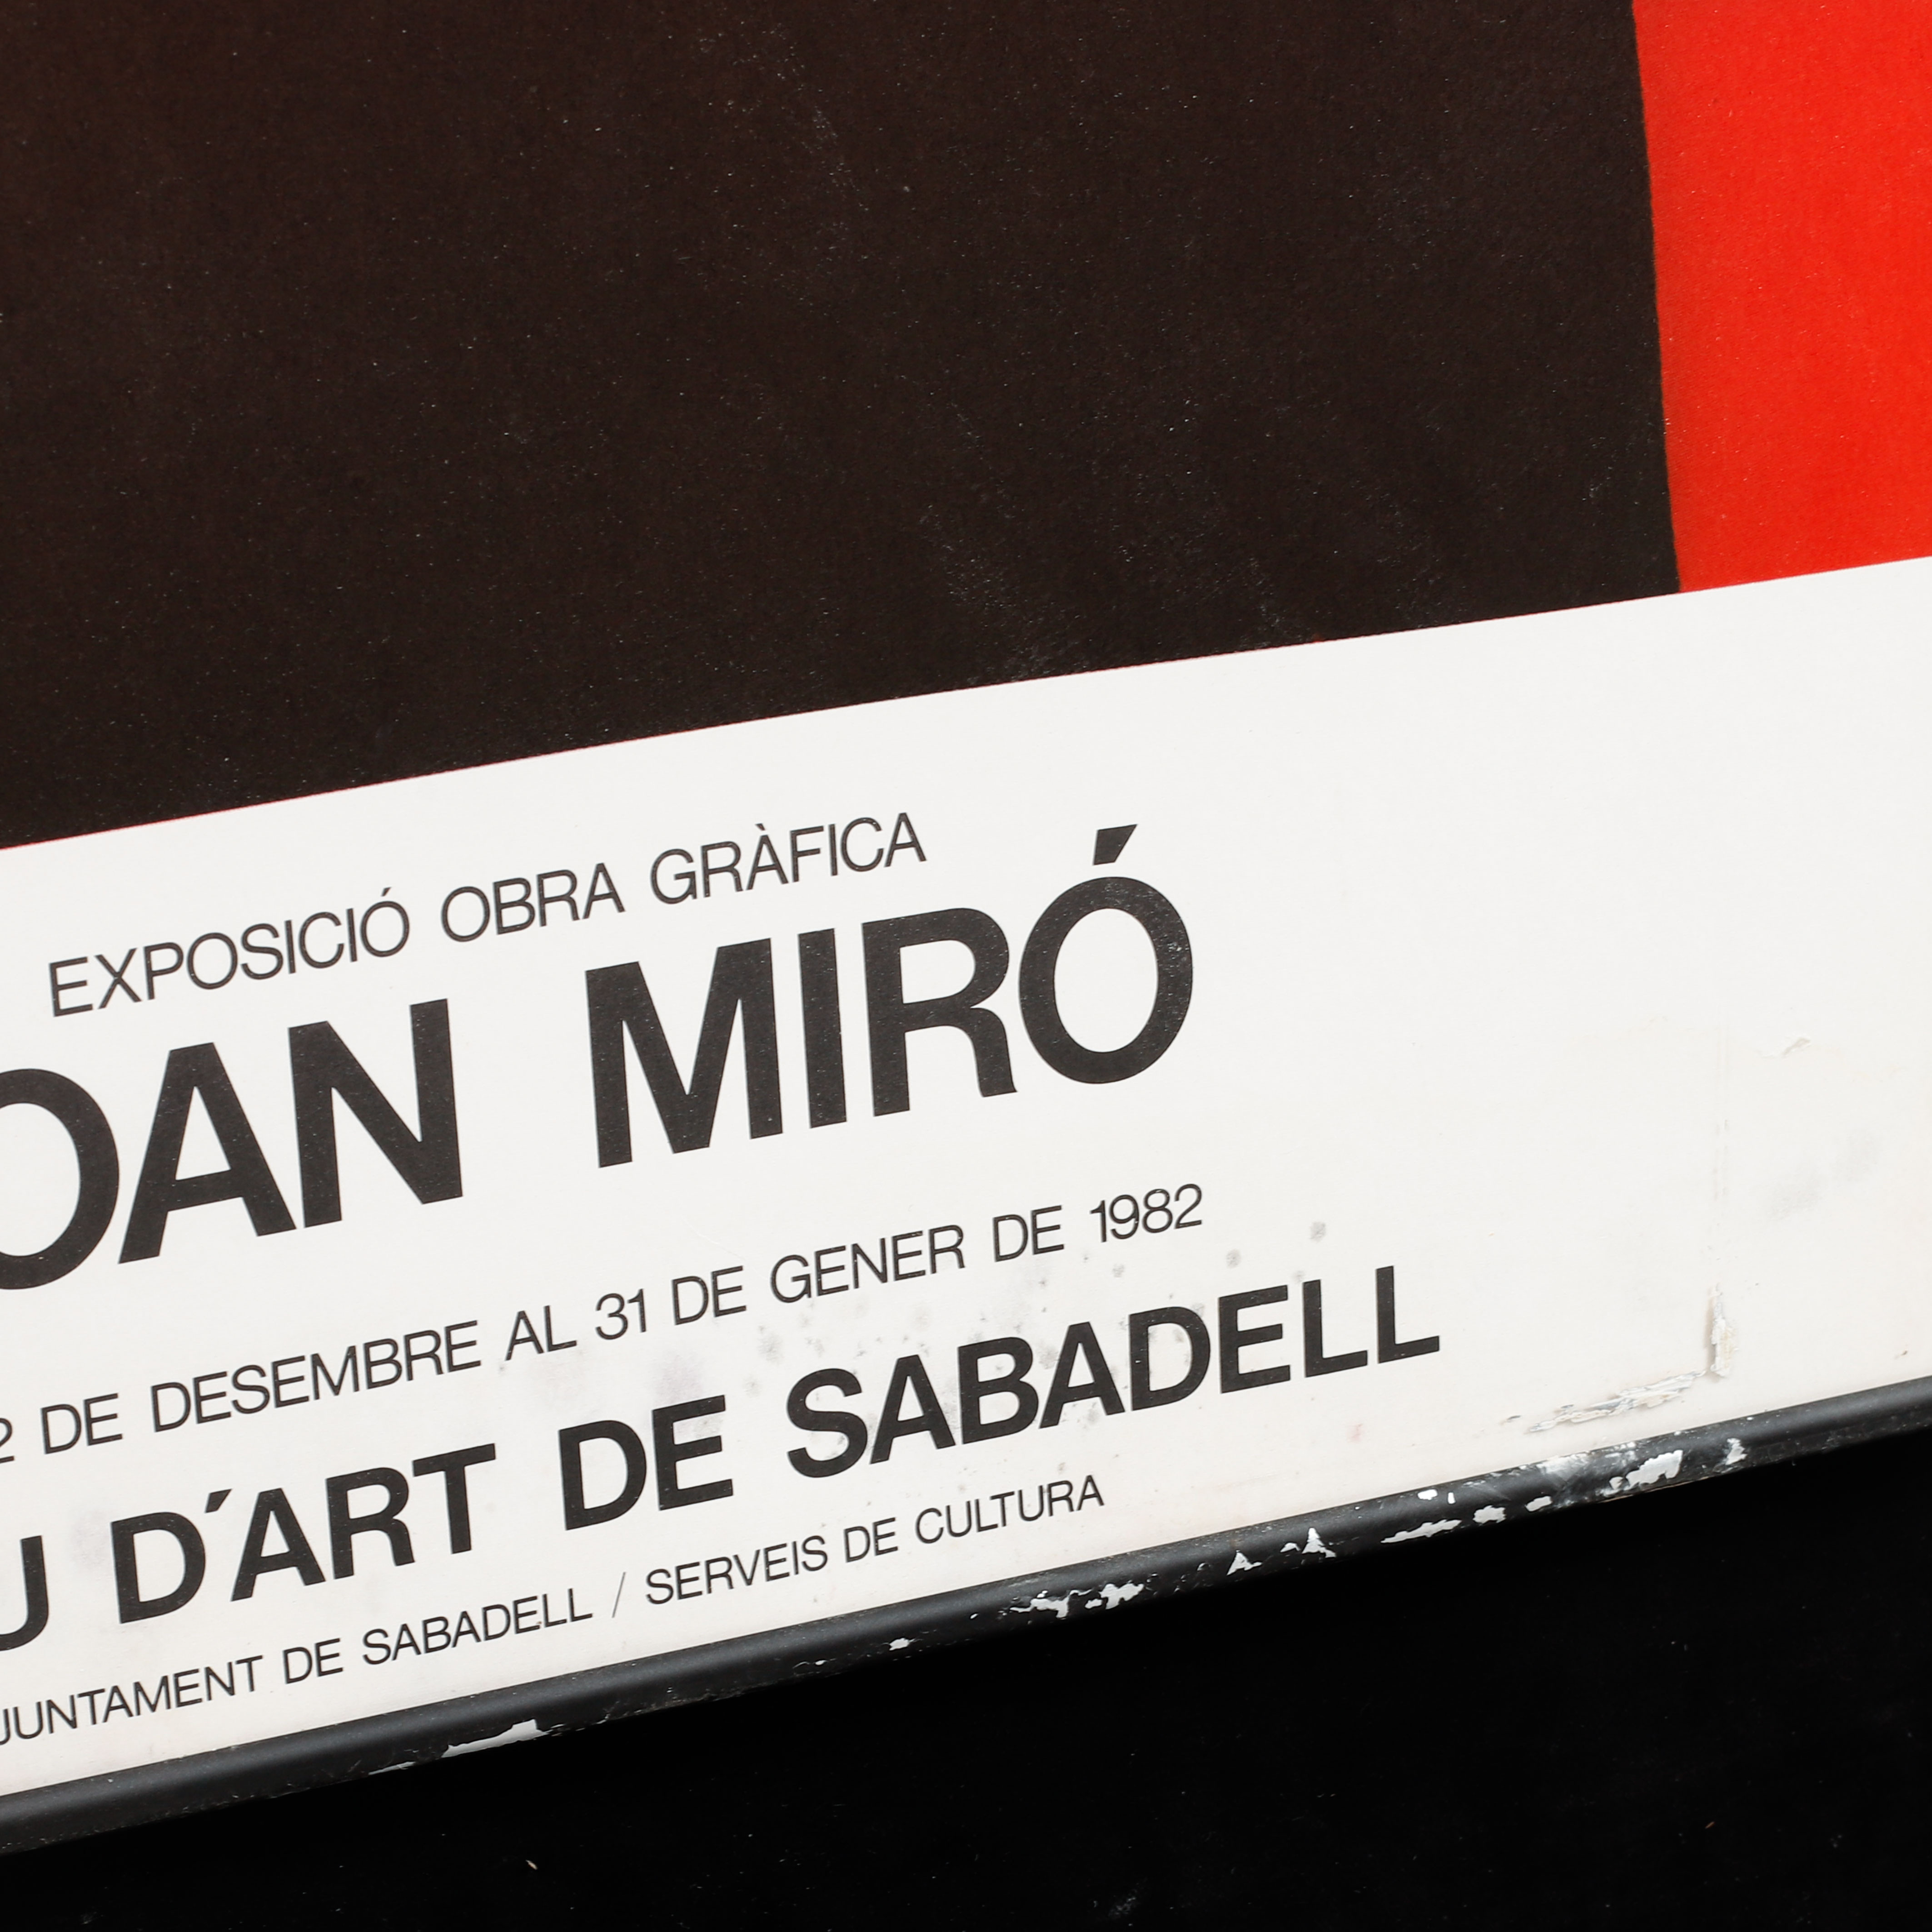 EXPOSICIÓ OBRA GRÀFICA
OAN MIRÓ
2 DE DESEMBRE AL 31 DE GENER DE 1982
U D´ART DE SABADELL
JUNTAMENT DE SABADELL / SERVEIS DE CULTURA